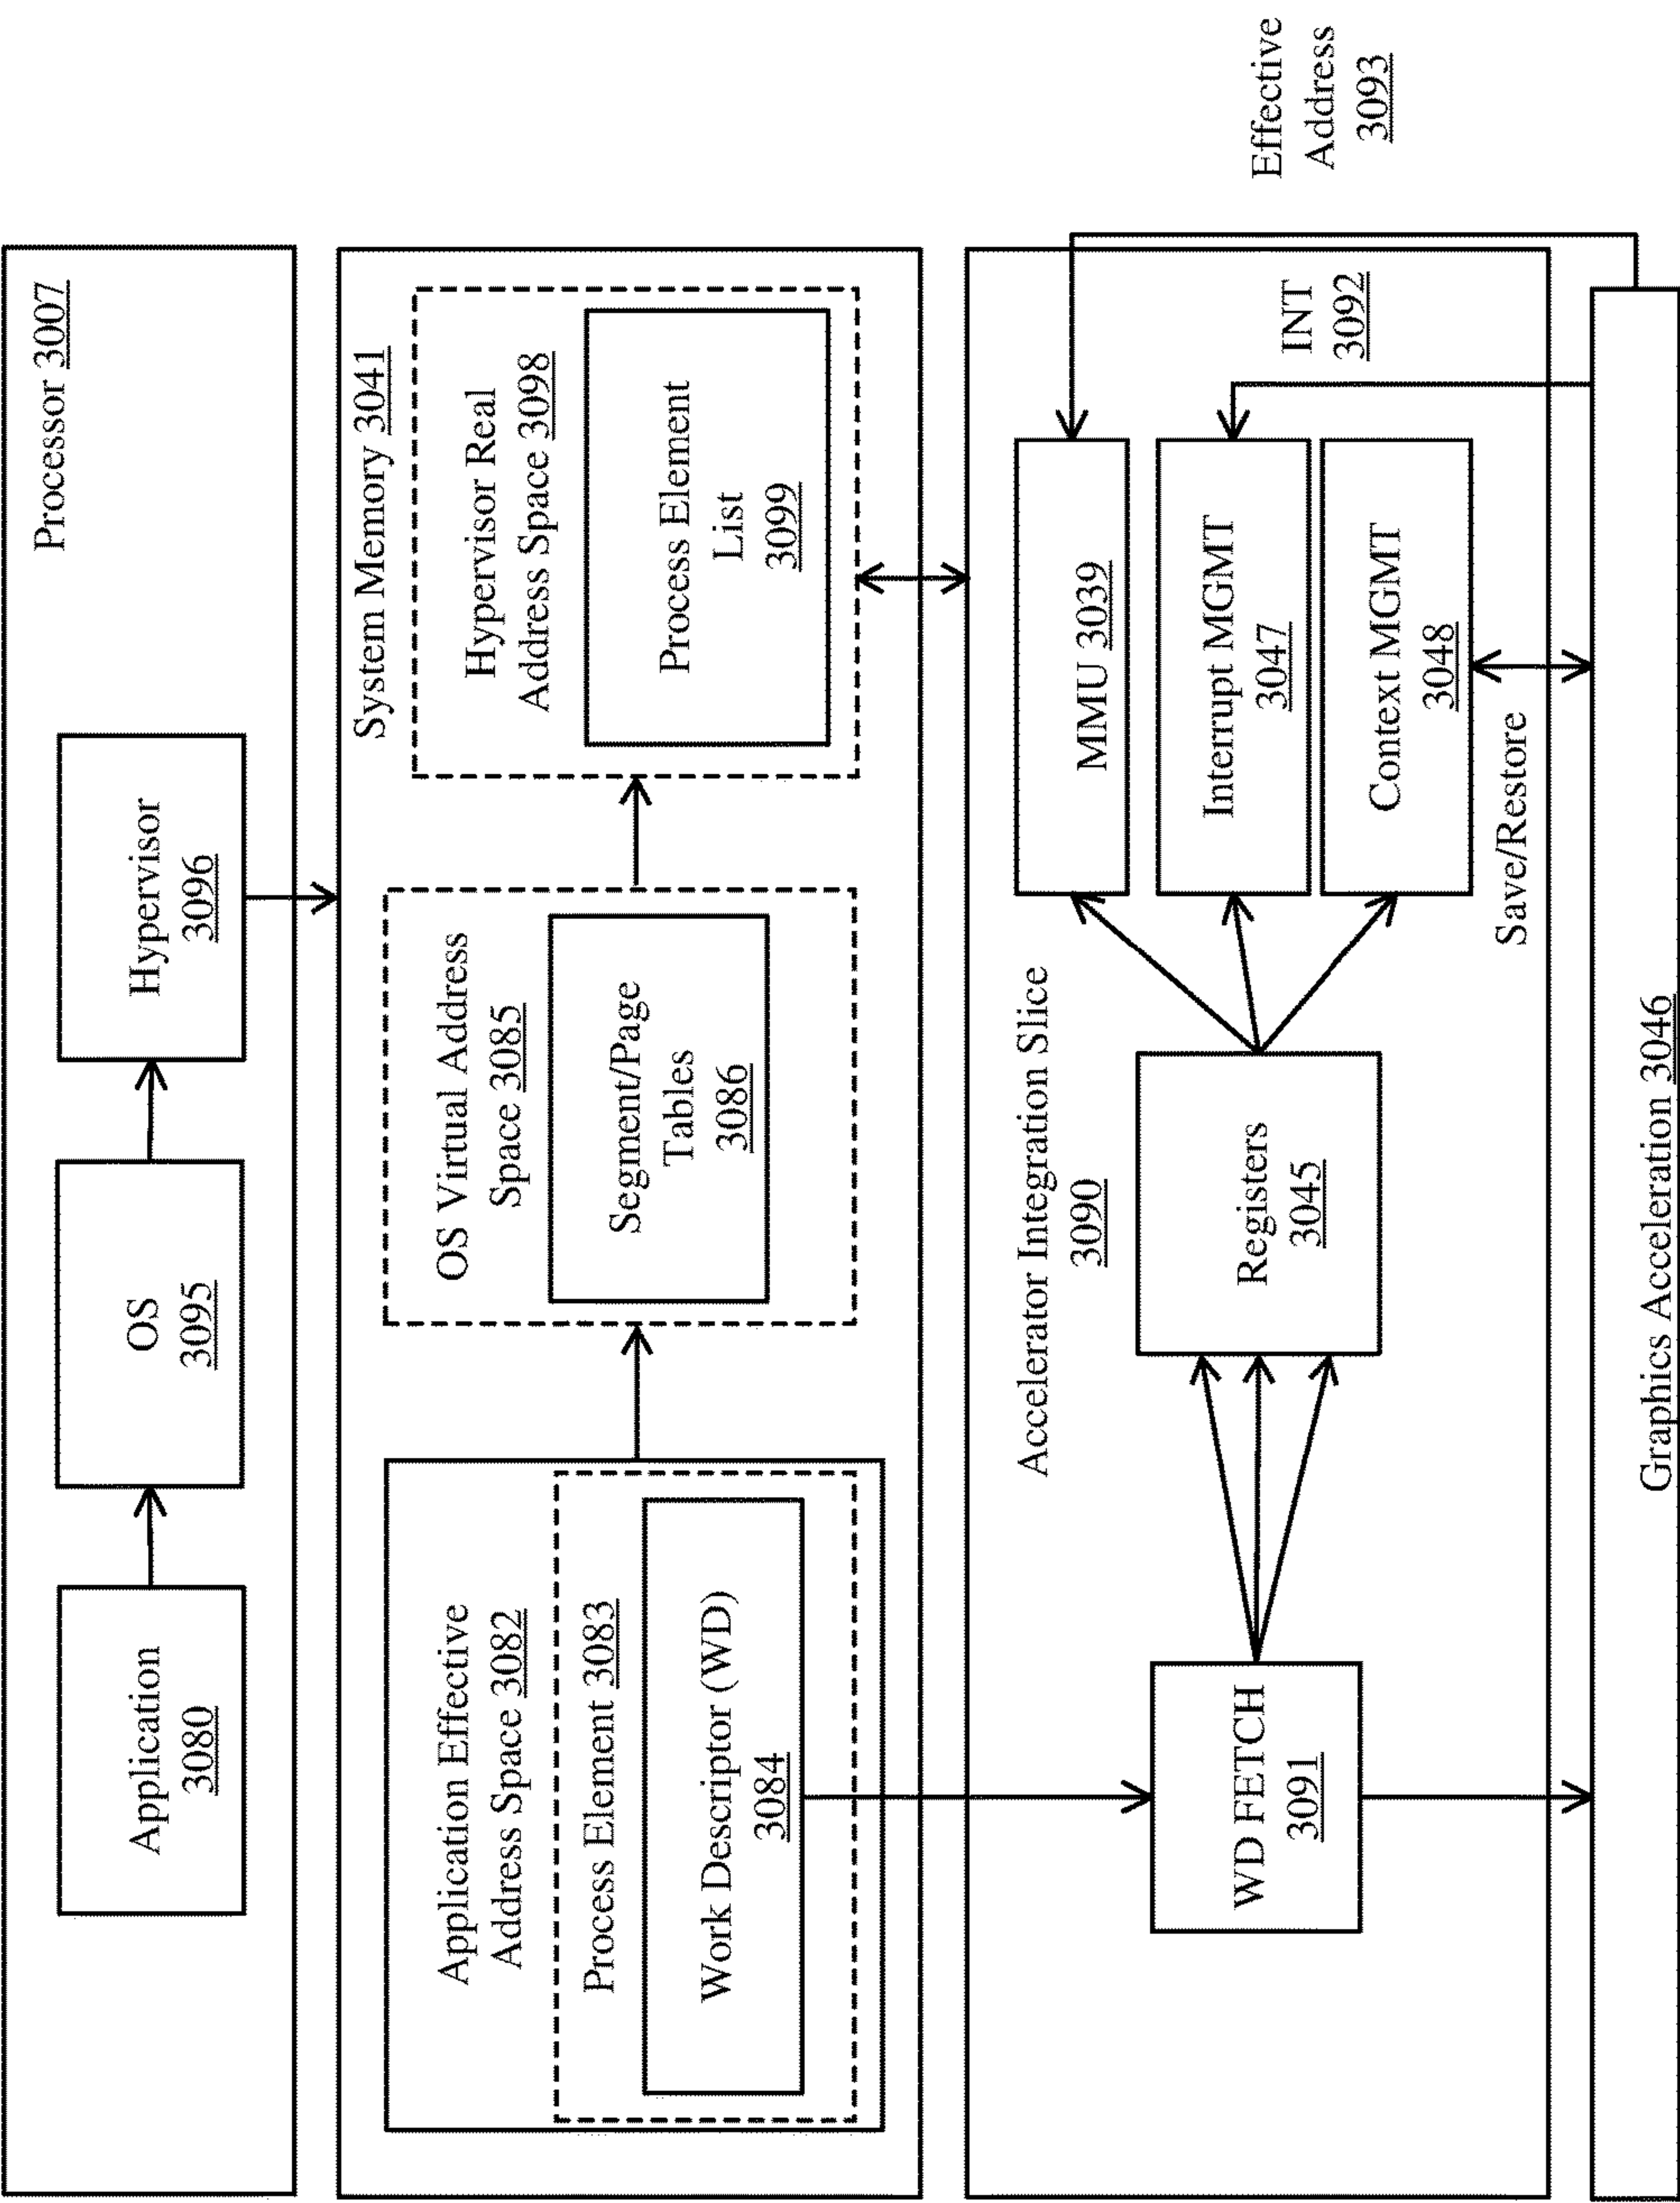 Processor 3007
Application
3080
OS
3095
Hypervisor
3096
System Memory 3041
Application Effective
Address Space 3082
Process Element 3083
Work Descriptor (WD)
3084
OS Virtual Address
Space 3085
Segment/Page
Tables
3086
Hypervisor Real
Address Space 3098
Process Element
List
3099
Accelerator Integration Slice
3090
WD FETCH
3091
Registers
3045
MMU 3039
Interrupt MGMT
3047
Context MGMT
3048
INT
3092
Save/Restore
Effective
Address
3093
Graphics Acceleration 3046